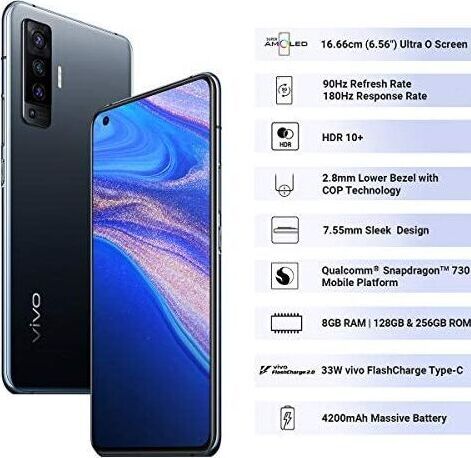 SUPER
AMOLED
16.66cm (6.56") Ultra O Screen
90Hz Refresh Rate
180Hz Response Rate
HDR
HDR 10+
2.8mm Lower Bezel with
COP Technology
7.55mm Sleek Design
Qualcomm® Snapdragon™ 730
Mobile Platform
8GB RAM | 128GB & 256GB ROM
vivo
FlashCharge2.0
33W vivo FlashCharge Type-C
4200mAh Massive Battery
vivo